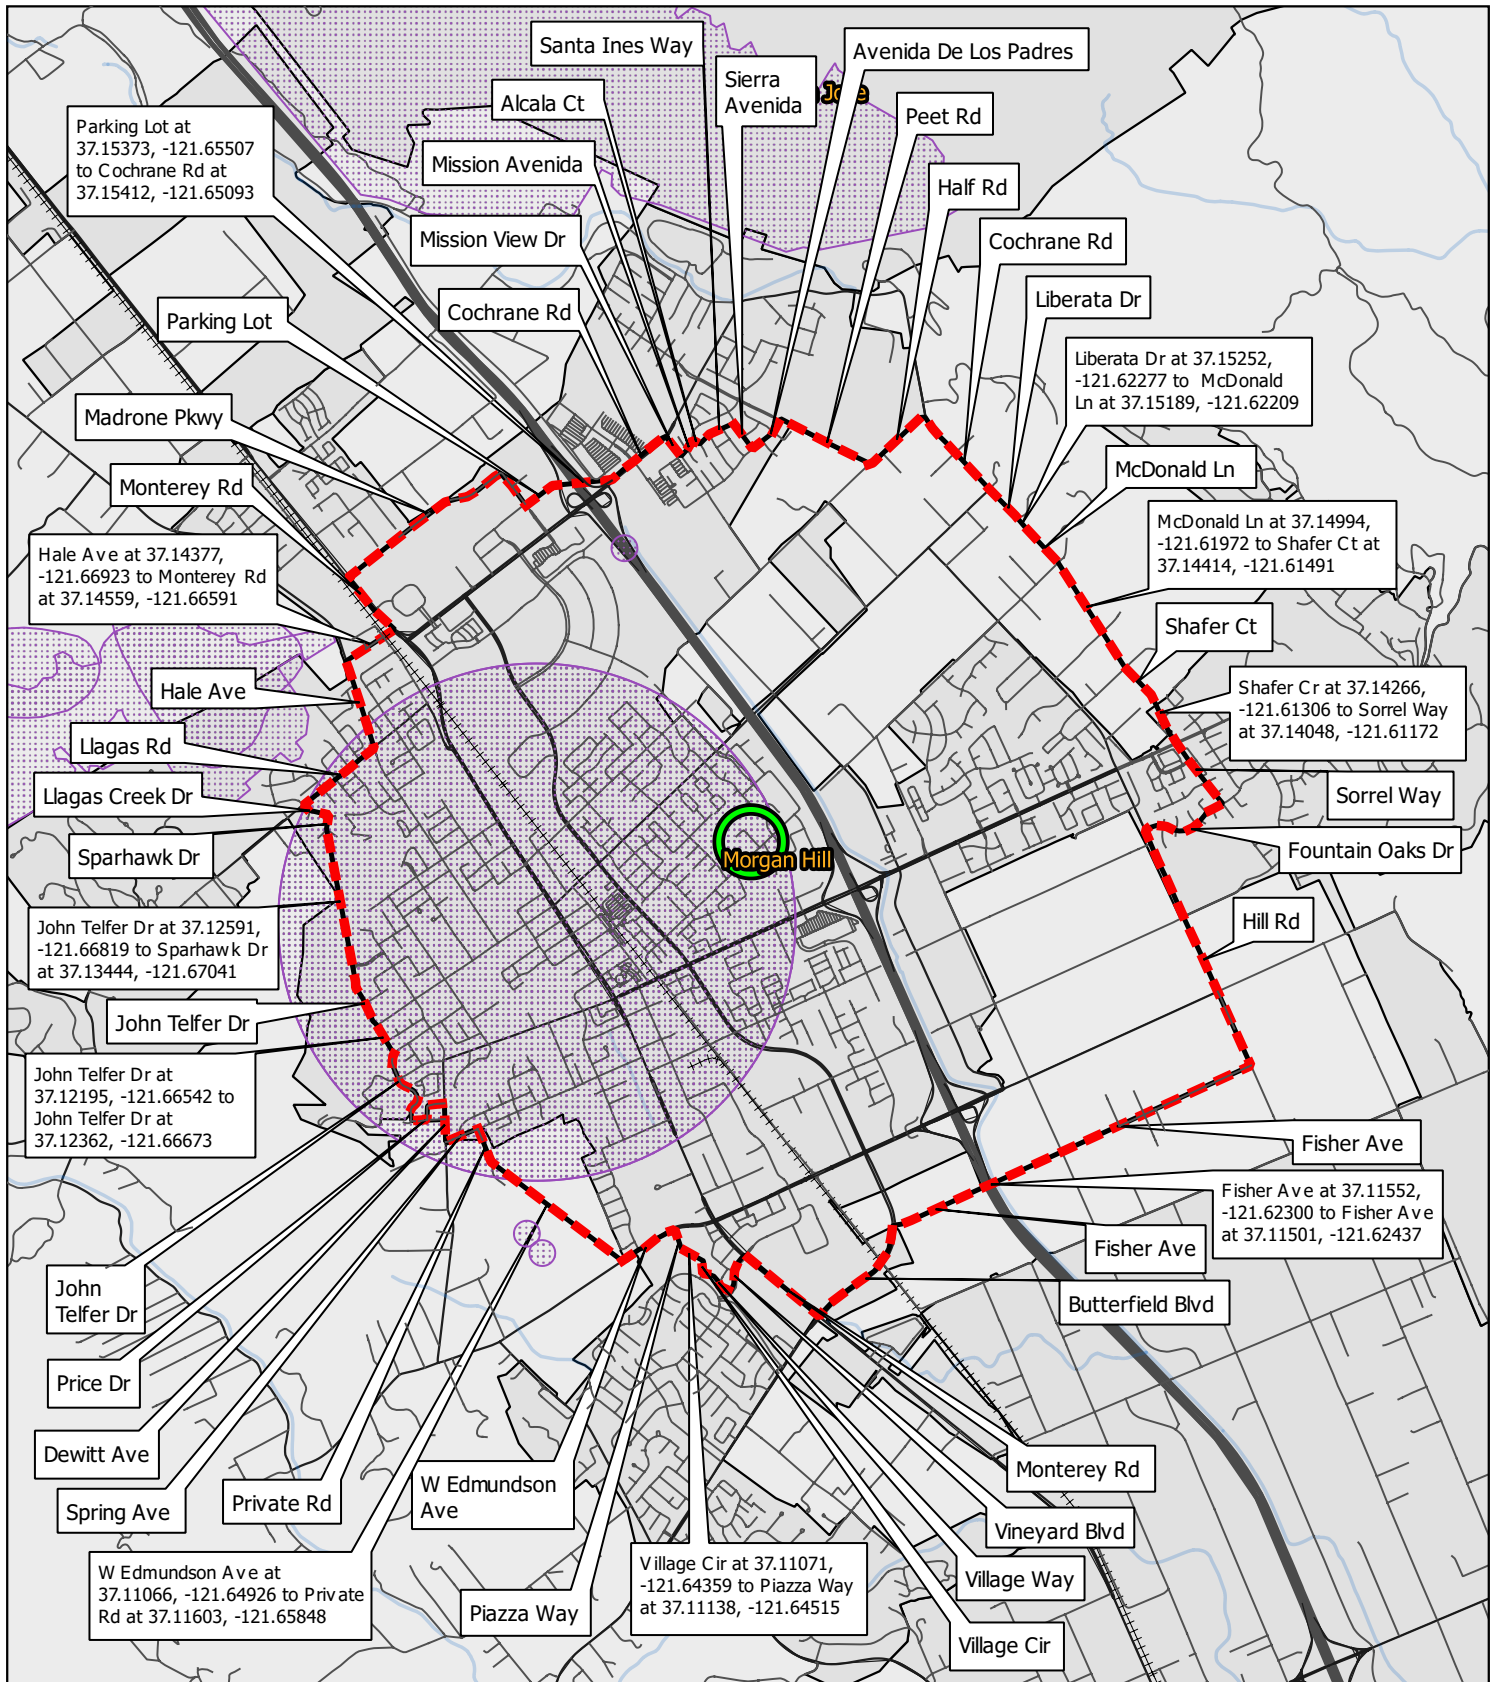 Santa Ines Way
Avenida De Los Padres
Sierra
Avenida
Alcala Ct
Peet Rd
Parking Lot at
37.15373, -121.65507
to Cochrane Rd at
37.15412, -121.65093
Mission Avenida
Half Rd
Mission View Dr
Cochrane Rd
Cochrane Rd
Liberata Dr
Parking Lot
Liberata Dr at 37.15252,
-121.62277 to McDonald
Ln at 37.15189, -121.62209
Madrone Pkwy
McDonald Ln
Monterey Rd
McDonald Ln at 37.14994,
-121.61972 to Shafer Ct at
37.14414, -121.61491
Hale Ave at 37.14377,
-121.66923 to Monterey Rd
at 37.14559, -121.66591
Shafer Ct
Hale Ave
Shafer Cr at 37.14266,
-121.61306 to Sorrel Way
at 37.14048, -121.61172
Llagas Rd
Llagas Creek Dr
Sorrel Way
Sparhawk Dr
Morgan Hill
Fountain Oaks Dr
John Telfer Dr at 37.12591,
-121.66819 to Sparhawk Dr
at 37.13444, -121.67041
Hill Rd
John Telfer Dr
John Telfer Dr at
37.12195, -121.66542 to
John Telfer Dr at
37.12362, -121.66673
Fisher Ave
Fisher Ave at 37.11552,
-121.62300 to Fisher Ave
at 37.11501, -121.62437
Fisher Ave
John
Telfer Dr
Butterfield Blvd
Price Dr
Dewitt Ave
Monterey Rd
W Edmundson
Ave
Private Rd
Spring Ave
Vineyard Blvd
W Edmundson Ave at
37.11066, -121.64926 to Private
Rd at 37.11603, -121.65848
Village Cir at 37.11071,
-121.64359 to Piazza Way
at 37.11138, -121.64515
Village Way
Piazza Way
Village Cir